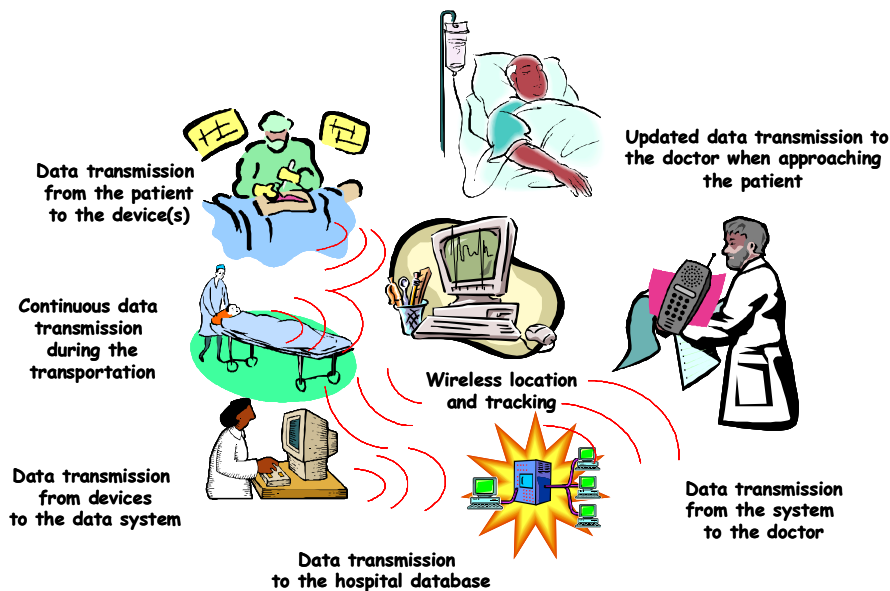 Updated data transmission to
the doctor when approaching
the patient
Data transmission
from the patient
to the device(s)
Continuous data
transmission
during the
transportation
Wireless location
and tracking
Data transmission
from devices
to the data system
Data transmission
from the system
to the doctor
Data transmission
to the hospital database